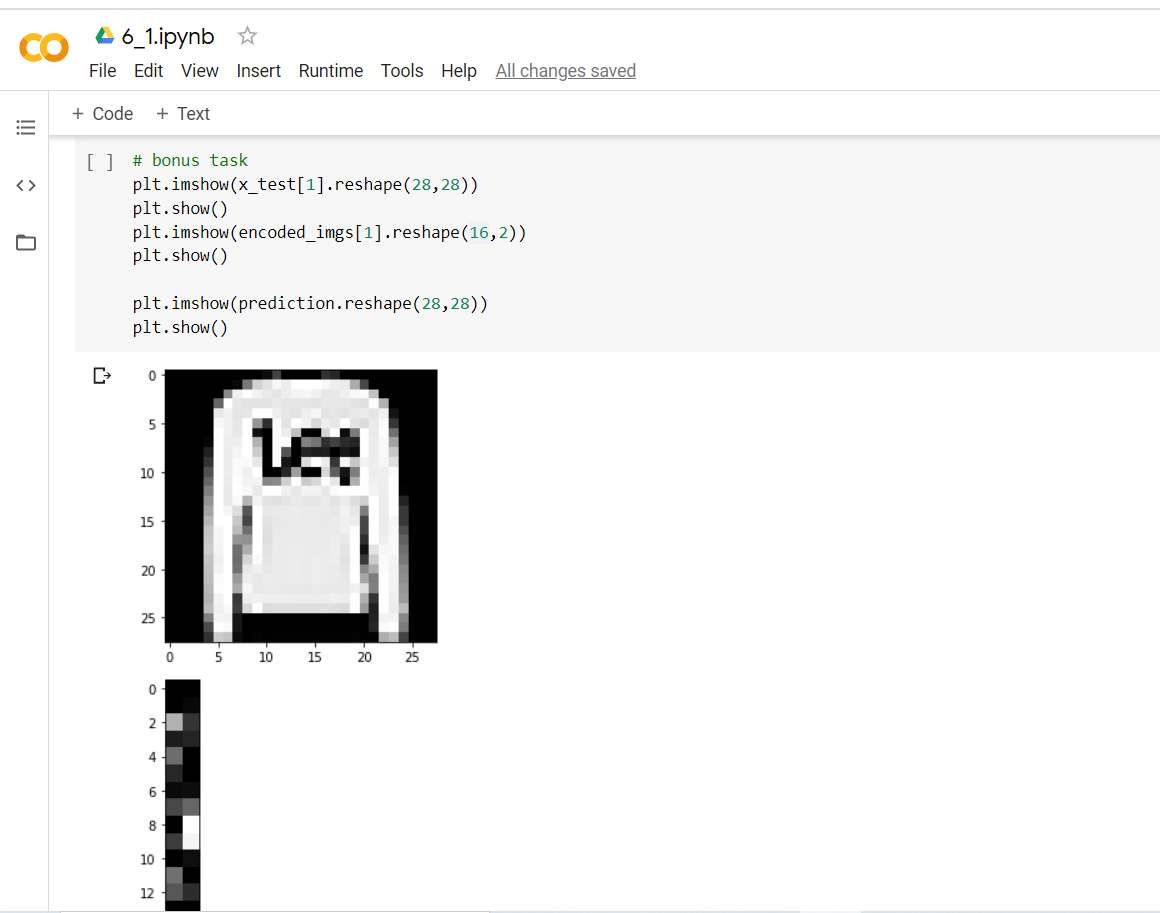 6_1.ipynb
File Edit View Insert Runtime Tools Help All changes saved
+ Code + Text
[ ] # bonus task
plt.imshow(x_test[1].reshape(28,28))
plt.show()
plt.imshow(encoded_imgs[1].reshape(16,2))
plt.show()
plt.imshow(prediction.reshape(28,28))
plt.show()
0
5
10
15
20
25
0 5 10 15 20 25
0
2
4
6
8
10
12